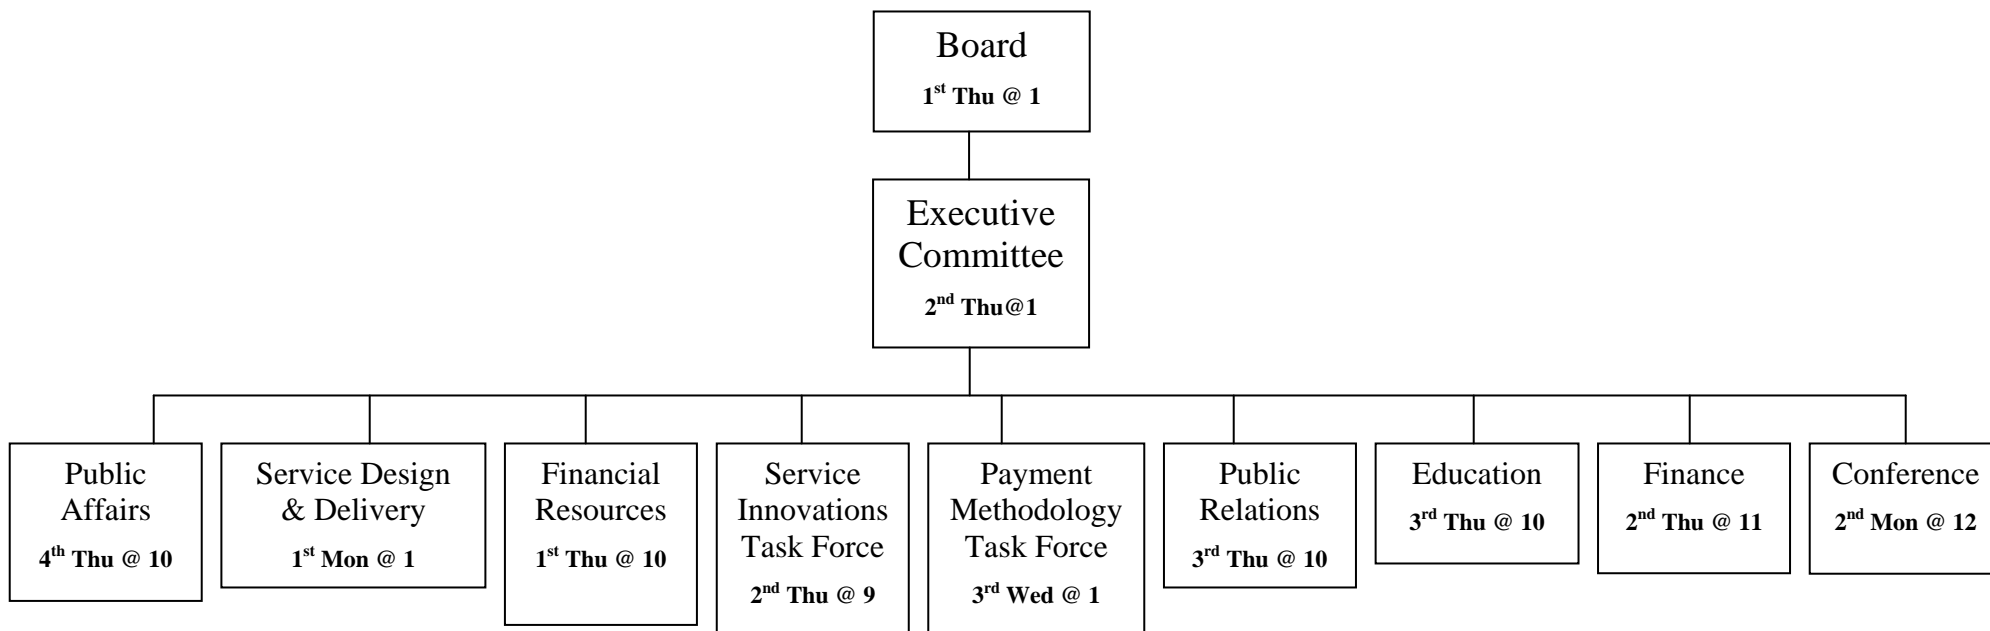 Board
1st Thu @ 1
Executive
Committee
2nd Thu@1
Public
Affairs
4th Thu @ 10
Service Design
& Delivery
1st Mon @ 1
Financial
Resources
1st Thu @ 10
Service
Innovations
Task Force
2nd Thu @ 9
Payment
Methodology
Task Force
3rd Wed @ 1
Public
Relations
3rd Thu @ 10
Education
3rd Thu @ 10
Finance
2nd Thu @ 11
Conference
2nd Mon @ 12